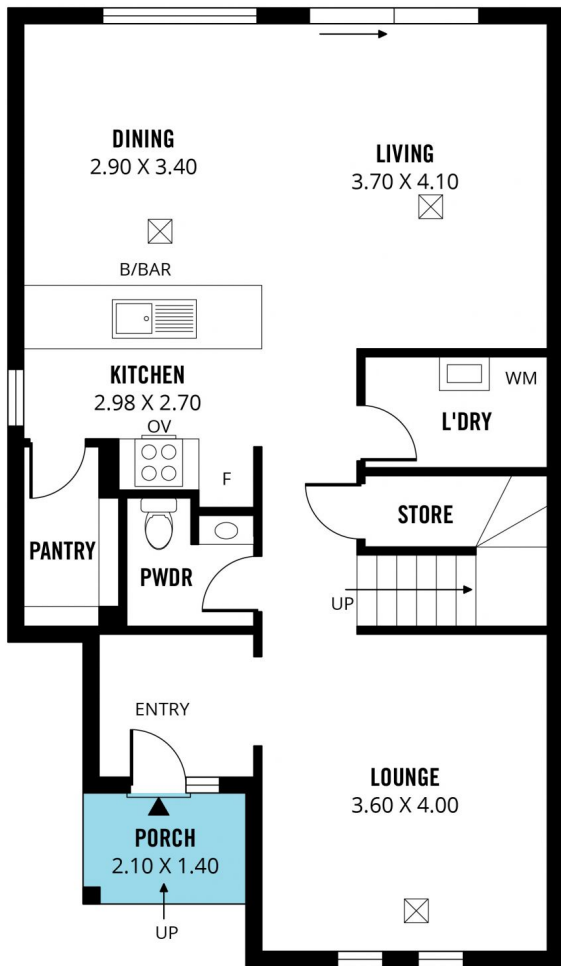 DINING
2.90 X 3.40
LIVING
3.70 X 4.10
B/BAR
KITCHEN
2.98 X 2.70
OV
WM
L'DRY
F
STORE
PANTRY
PWDR
UP
ENTRY
LOUNGE
3.60 X 4.00
PORCH
2.10 X 1.40
UP